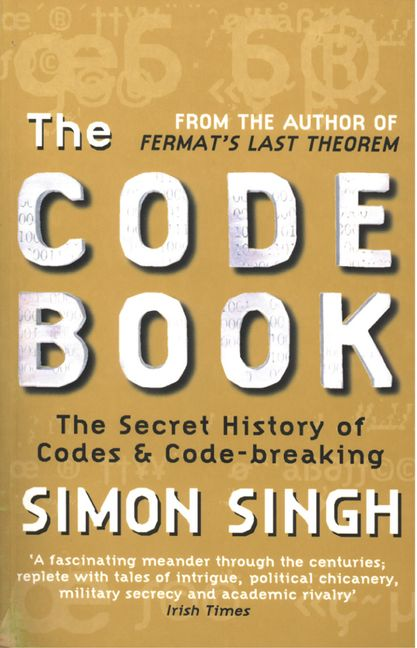 FROM THE AUTHOR OF
The FERMAT'S LAST THEOREM
CODE
BOOK
The Secret History of
Codes & Code-breaking
SIMON SINGH
'A fascinating meander through the centuries;
replete with tales of intrigue, political chicanery,
military secrecy and academic rivalry'
Irish Times